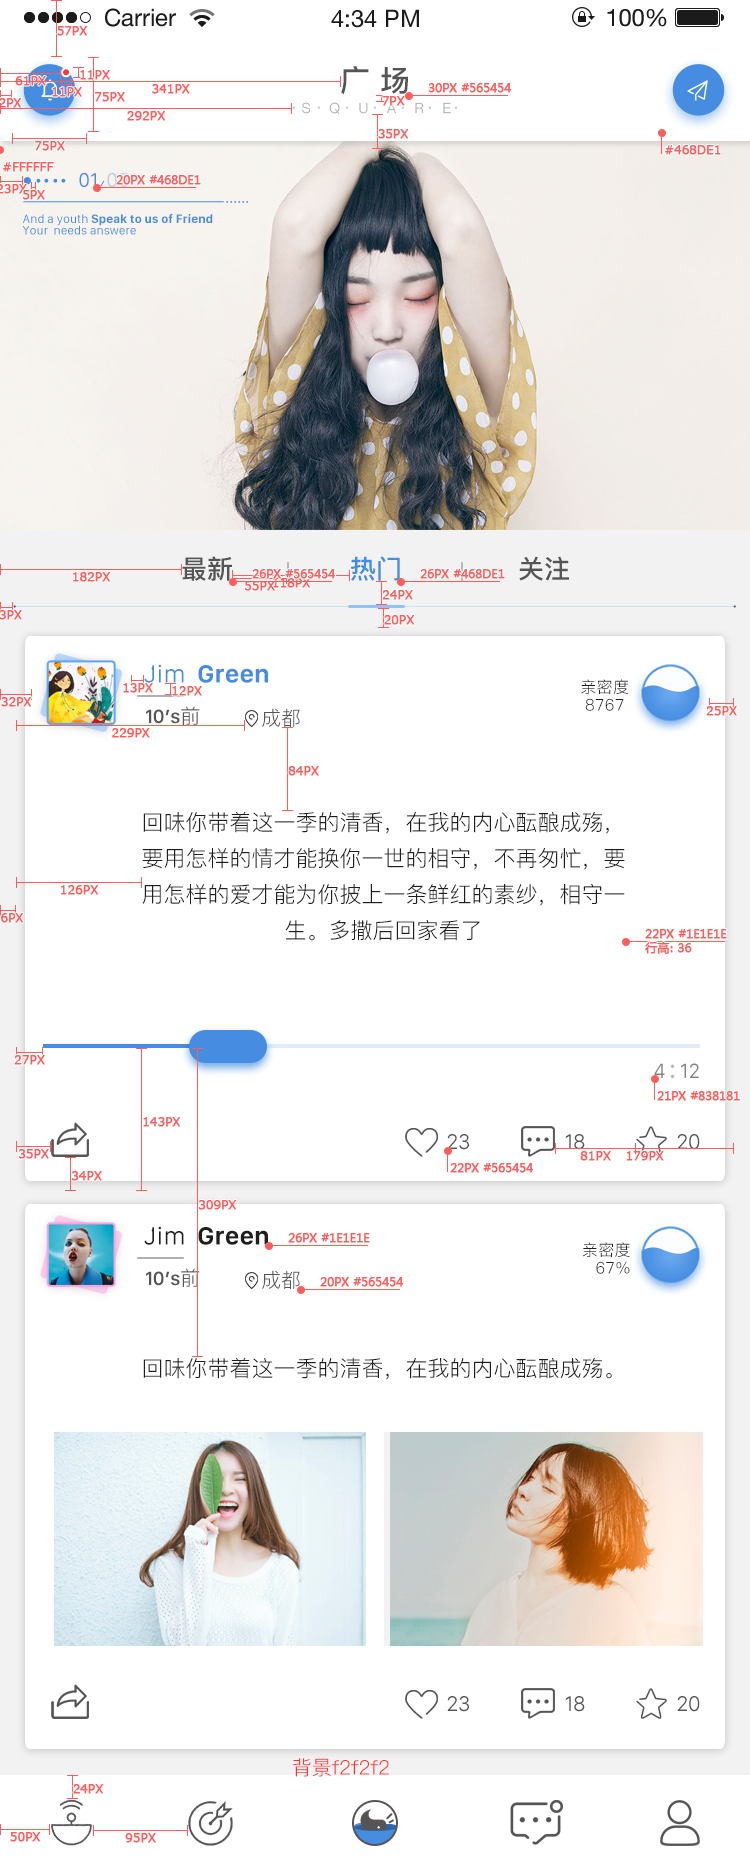 Carrier 4:34 PM 100%
57PX
61PX 11PX 341PX
11PX 75PX 292PX
广 场
30PX #565454
7PX
·S·Q·U·A·R·E·
75PX
35PX
#468DE1
#FFFFFF
23PX 5PX
01/
20PX #468DE1
And a youth Speak to us of Friend
Your needs answere
182PX
最新 热门 关注
26PX #565454
55PX 118PX
26PX #468DE1
24PX
3PX
20PX
Jim Green
13PX 12PX
32PX
10's前 成都
229PX
亲密度
8767
25PX
84PX
回味你带着这一季的清香，在我的内心酝酿成殇，
要用怎样的情才能换你一世的相守，不再匆忙，要
用怎样的爱才能为你披上一条鲜红的素纱，相守一
生。多撒后回家看了
126PX
6PX
22PX #1E1E1E
行高: 36
27PX
4:12
21PX #838181
143PX
23 18 20
35PX
34PX
22PX #565454
81PX 179PX
309PX
Jim Green
26PX #1E1E1E
10's前 成都
20PX #565454
亲密度
67%
回味你带着这一季的清香，在我的内心酝酿成殇。
23 18 20
背景f2f2f2
24PX
50PX 95PX